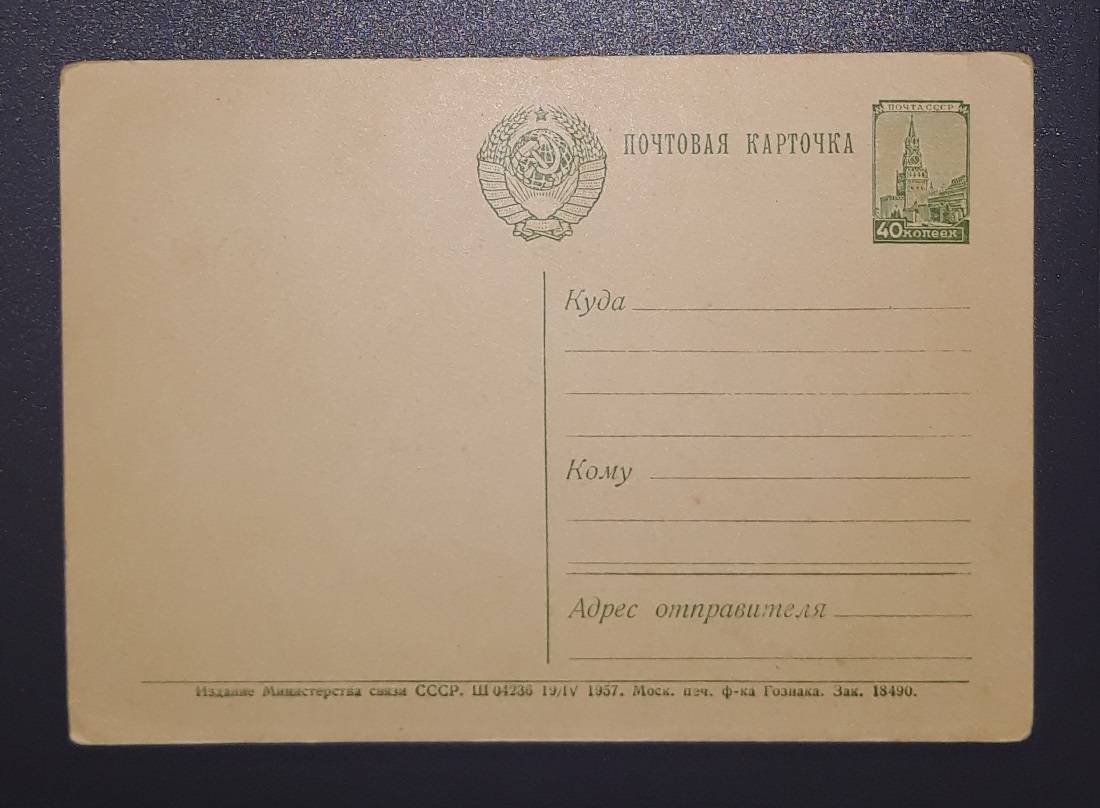 ПОЧТА СССР
ПОЧТОВАЯ КАРТОЧКА
40 копеек
Куда
Кому
Адрес отправителя
Издание Министерства связи СССР. Ш 04236 19/IV 1957. Моск. печ. ф-ка Гознака. Зак. 18490.